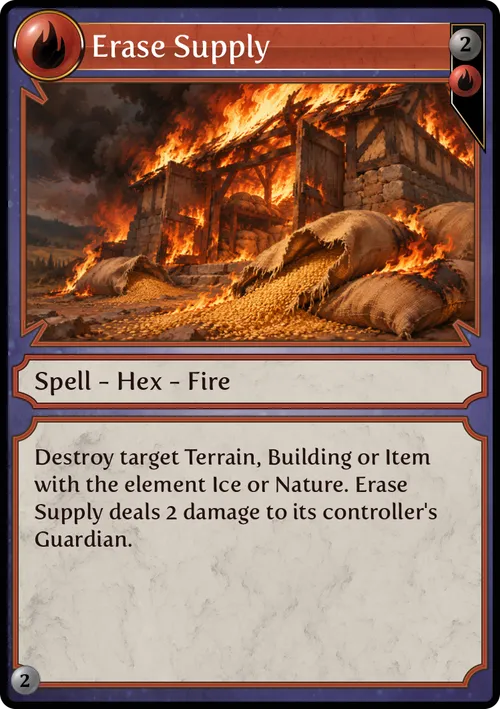 Erase Supply
2
Spell - Hex - Fire
Destroy target Terrain, Building or Item
with the element Ice or Nature. Erase
Supply deals 2 damage to its controller's
Guardian.
2